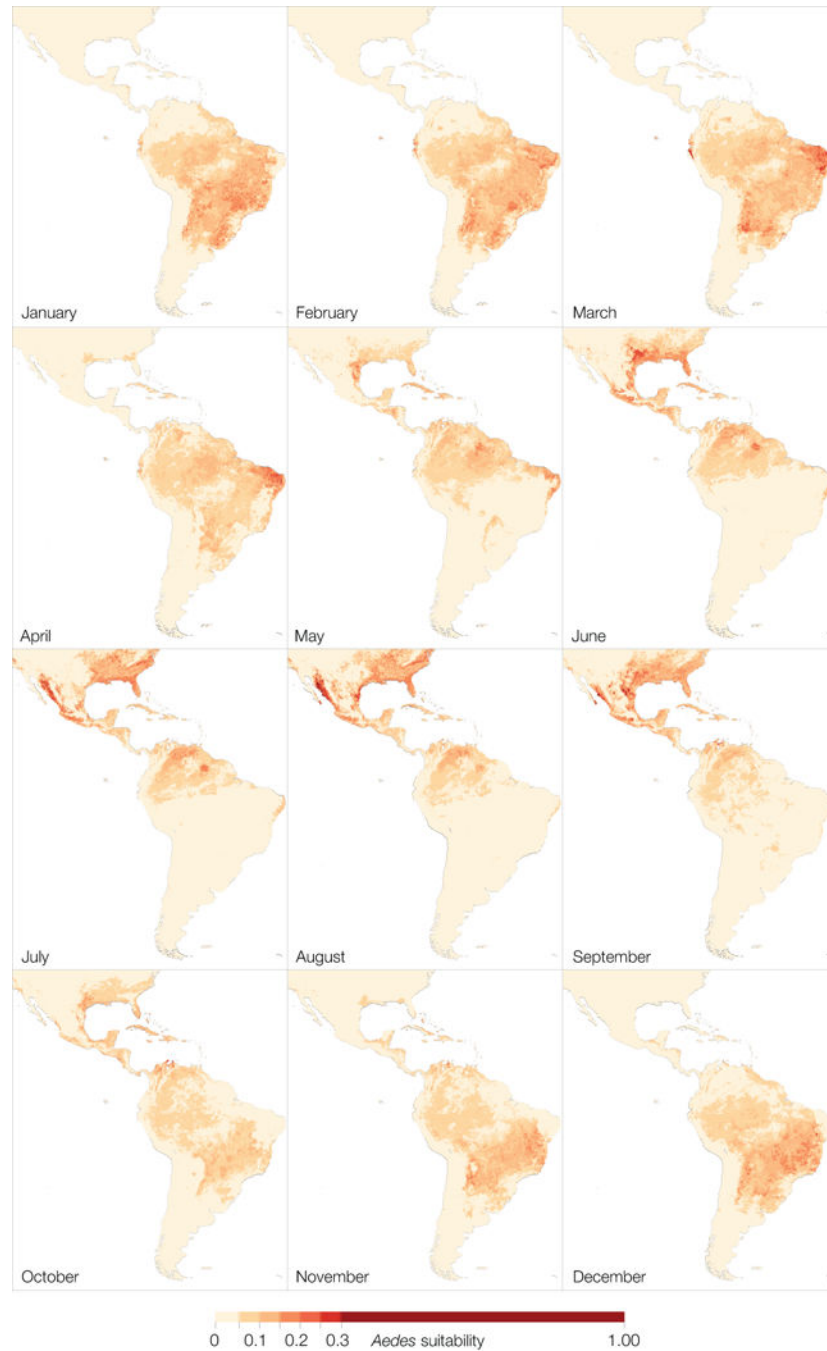 January
February
March
April
May
June
July
August
September
October
November
December
0 0.1 0.2 0.3 Aedes suitability 1.00